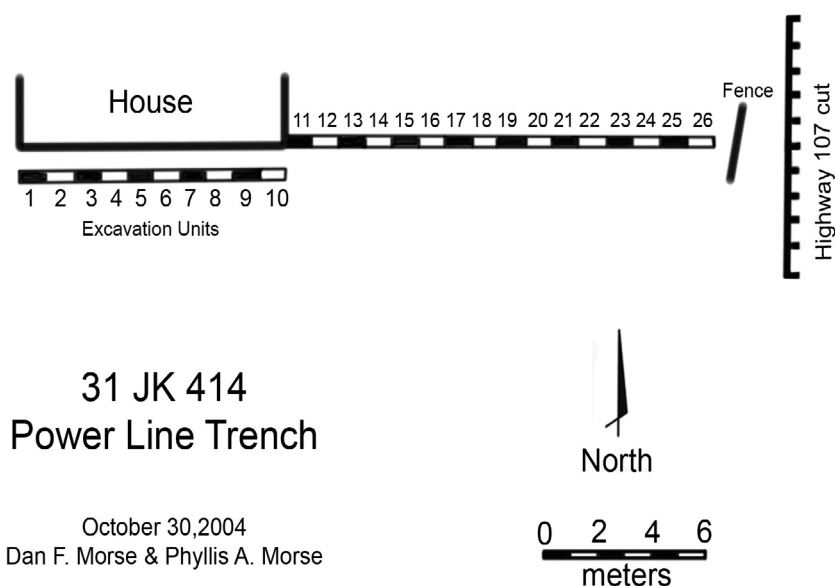 House
11 12 13 14 15 16 17 18 19 20 21 22 23 24 25 26
Fence
Highway 107 cut
1 2 3 4 5 6 7 8 9 10
Excavation Units
31 JK 414
Power Line Trench
North
October 30,2004
Dan F. Morse & Phyllis A. Morse
0 2 4 6
meters